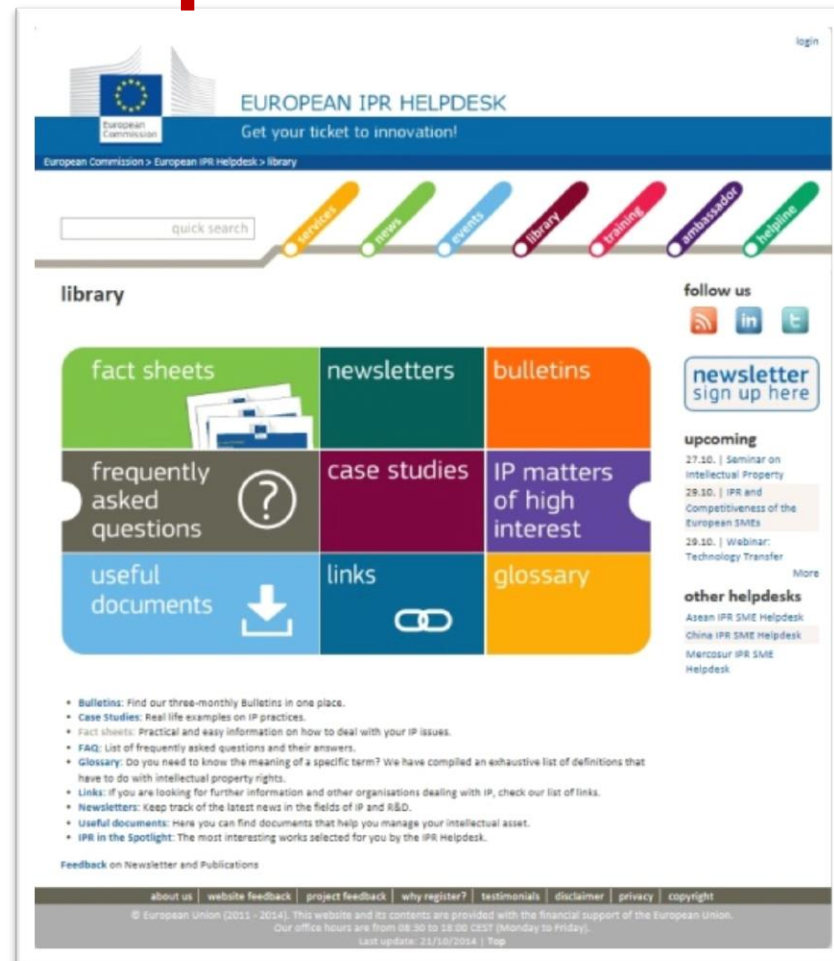 login
European
Commission
EUROPEAN IPR HELPDESK
Get your ticket to innovation!
European Commission > European IPR Helpdesk > library
quick search
services
news
events
library
training
ambassador
helpline
library
fact sheets
newsletters
bulletins
frequently
asked
questions
case studies
IP matters
of high
interest
useful
documents
links
glossary
follow us
in
t
newsletter
sign up here
upcoming
27.10. | Seminar on
Intellectual Property
29.10. | IPR and
Competitiveness of the
European SMEs
29.10. | Webinar:
Technology Transfer
More
other helpdesks
Asean IPR SME Helpdesk
China IPR SME Helpdesk
Mercosur IPR SME
Helpdesk
• Bulletins: Find our three-monthly Bulletins in one place.
• Case Studies: Real life examples on IP practices.
• Fact sheets: Practical and easy information on how to deal with your IP issues.
• FAQ: List of frequently asked questions and their answers.
• Glossary: Do you need to know the meaning of a specific term? We have compiled an exhaustive list of definitions that
have to do with intellectual property rights.
• Links: If you are looking for further information and other organisations dealing with IP, check our list of links.
• Newsletters: Keep track of the latest news in the fields of IP and R&D.
• Useful documents: Here you can find documents that help you manage your intellectual asset.
• IPR in the Spotlight: The most interesting works selected for you by the IPR Helpdesk.
Feedback on Newsletter and Publications
about us | website feedback | project feedback | why register? | testimonials | disclaimer | privacy | copyright
© European Union (2011 - 2014). This website and its contents are provided with the financial support of the European Union.
Our office hours are from 08:30 to 18:00 CEST (Monday to Friday).
Last update: 21/10/2014 | Top